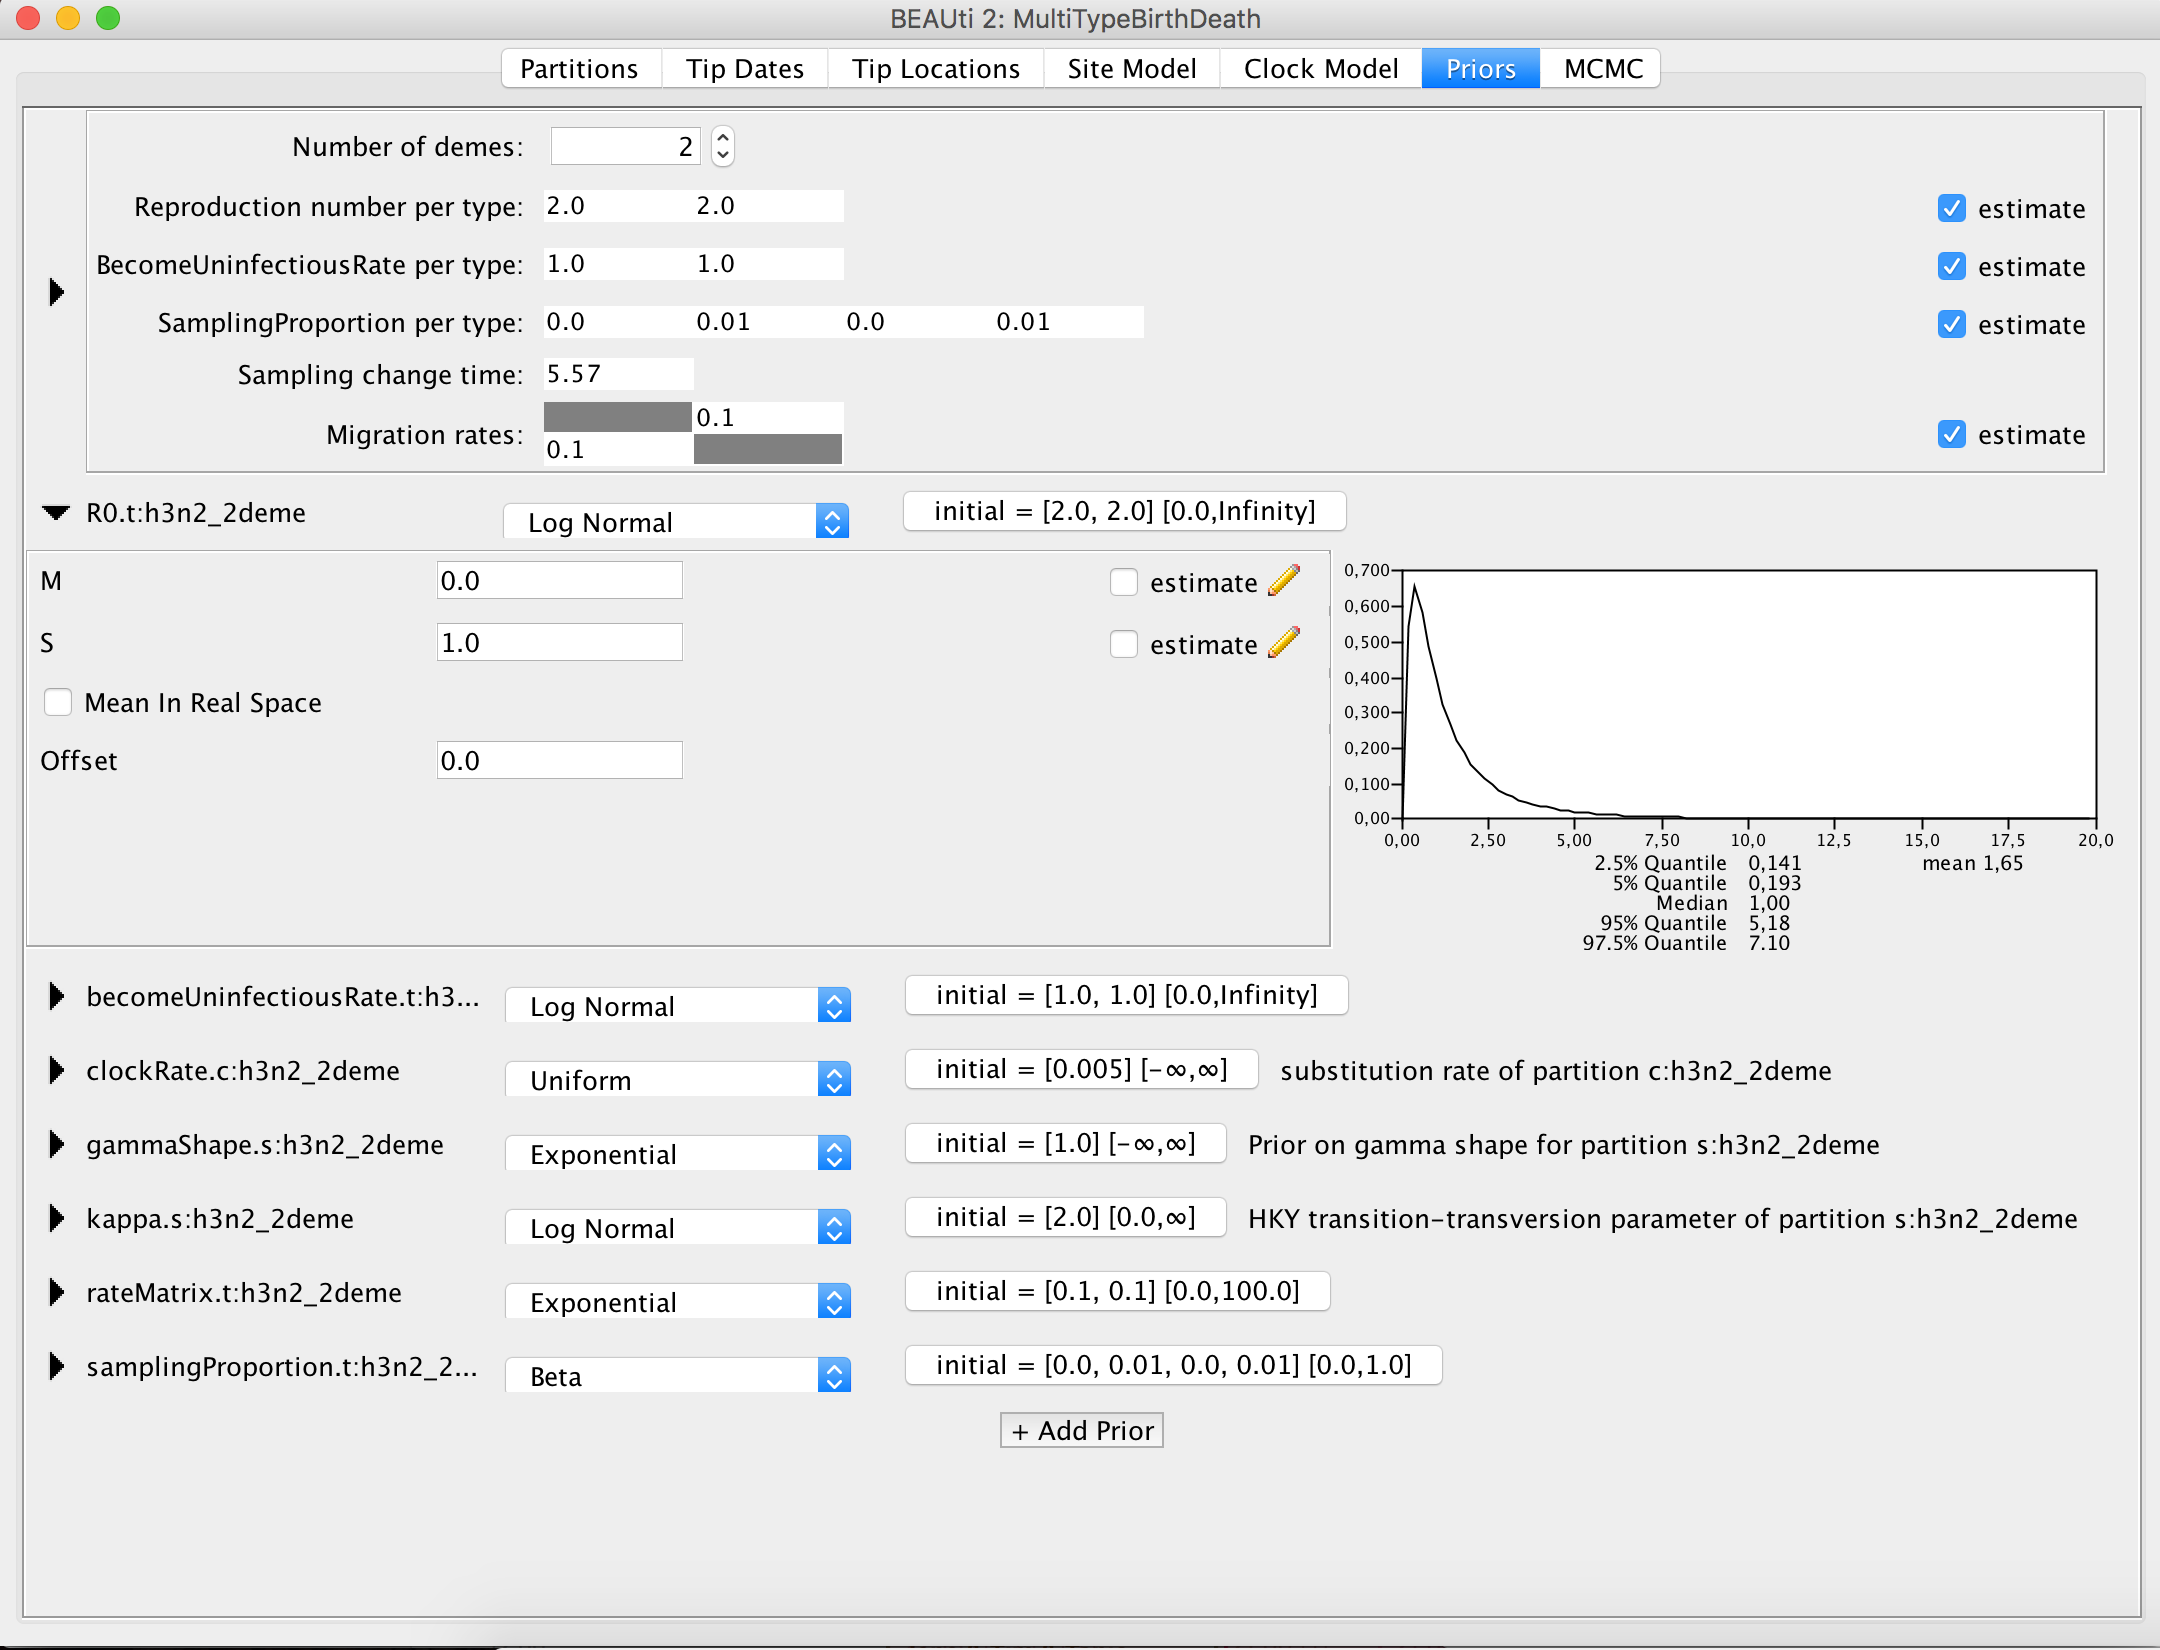 BEAUti 2: MultiTypeBirthDeath
Partitions Tip Dates Tip Locations Site Model Clock Model Priors MCMC
Number of demes: 2
Reproduction number per type: 2.0 2.0 estimate
BecomeUninfectiousRate per type: 1.0 1.0 estimate
SamplingProportion per type: 0.0 0.01 0.0 0.01 estimate
Sampling change time: 5.57
0.1
Migration rates: estimate
0.1
R0.t:h3n2_2deme Log Normal initial = [2.0, 2.0] [0.0,Infinity]
M 0.0 estimate
S 1.0 estimate
Mean In Real Space
Offset 0.0
0,700
0,600
0,500
0,400
0,300
0,200
0,100
0,00
0,00 2,50 5,00 7,50 10,0 12,5 15,0 17,5 20,0
2.5% Quantile 0,141 mean 1,65
5% Quantile 0,193
Median 1,00
95% Quantile 5,18
97.5% Quantile 7.10
becomeUninfectiousRate.t:h3... Log Normal initial = [1.0, 1.0] [0.0,Infinity]
clockRate.c:h3n2_2deme Uniform initial = [0.005] [-∞,∞] substitution rate of partition c:h3n2_2deme
gammaShape.s:h3n2_2deme Exponential initial = [1.0] [-∞,∞] Prior on gamma shape for partition s:h3n2_2deme
kappa.s:h3n2_2deme Log Normal initial = [2.0] [0.0,∞] HKY transition-transversion parameter of partition s:h3n2_2deme
rateMatrix.t:h3n2_2deme Exponential initial = [0.1, 0.1] [0.0,100.0]
samplingProportion.t:h3n2_2... Beta initial = [0.0, 0.01, 0.0, 0.01] [0.0,1.0]
+ Add Prior